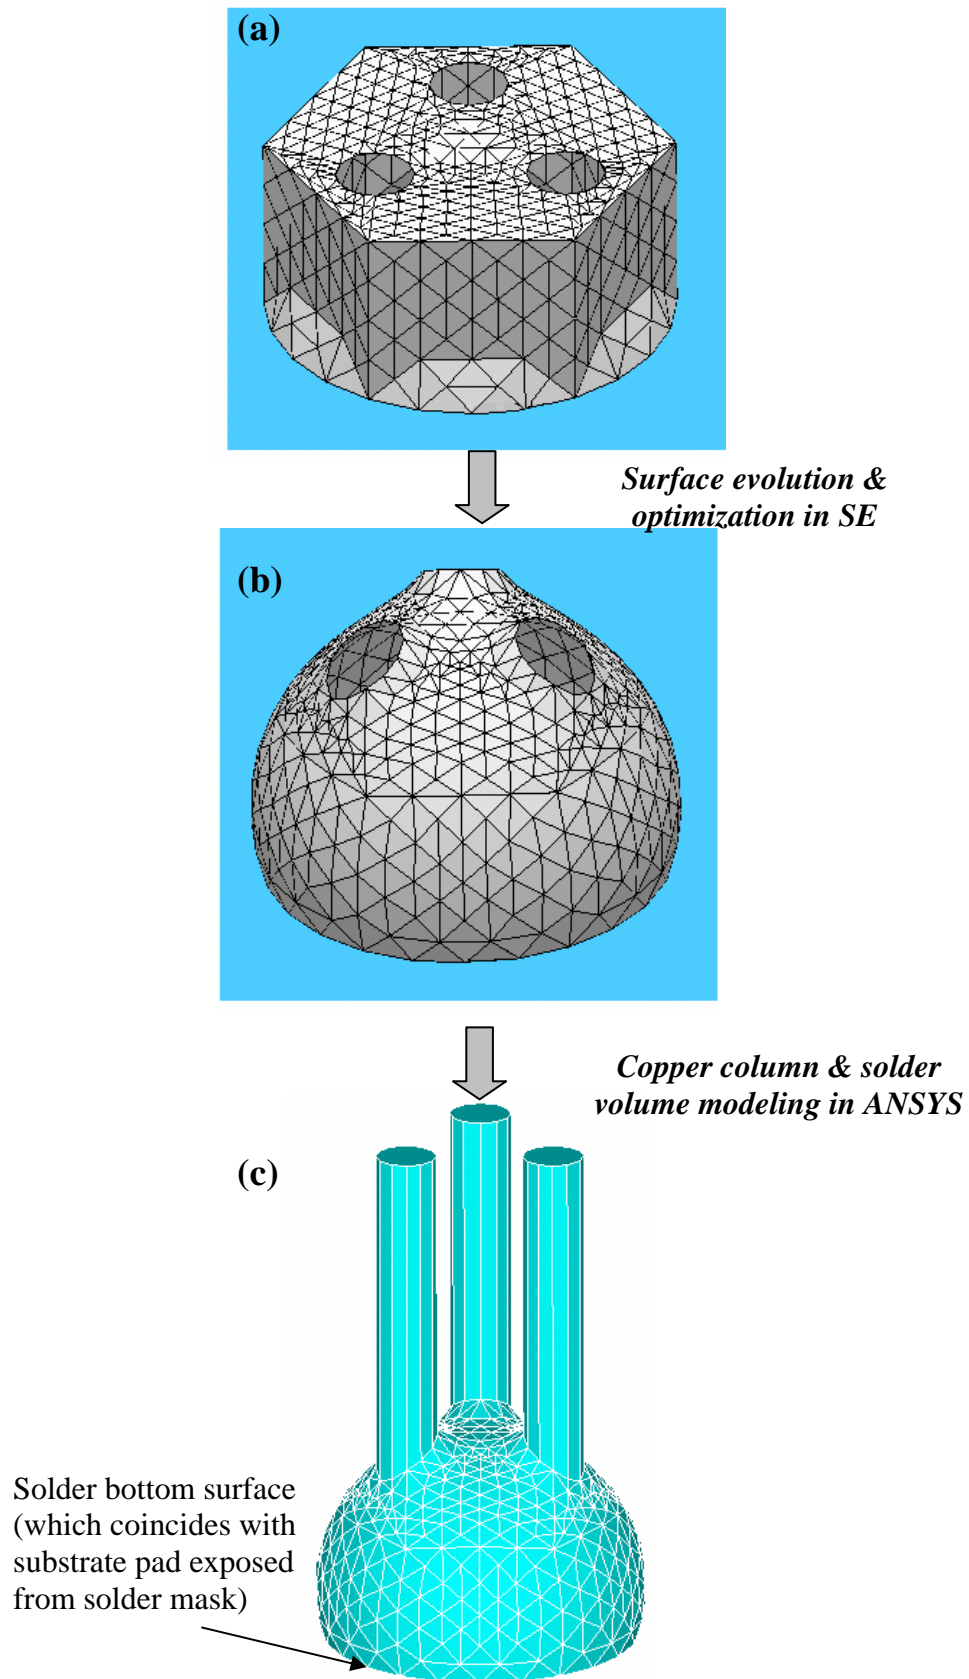 (a)
Surface evolution &
optimization in SE
(b)
Copper column & solder
volume modeling in ANSYS
(c)
Solder bottom surface
(which coincides with
substrate pad exposed
from solder mask)